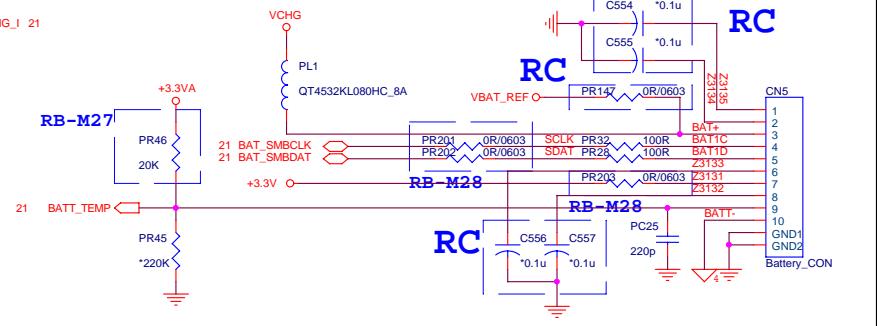 C554 *0.1u
G_I 21
VCHG
RC
C555 *0.1u
PL1
RC
Z3135
Z3134
CN5
QT4532KL080HC_8A
+3.3VA
VBAT_REF
PR147 0R/0603
1
2
RB-M27
BAT+
3
PR46
21 BAT_SMBCLK
PR201 0R/0603
SCLK PR32 100R
BAT1C
4
21 BAT_SMBDAT
PR202 0R/0603
SDAT PR28 100R
BAT1D
5
20K
Z3133
6
+3.3V
RB-M28
PR203 0R/0603
Z3131
7
Z3132
8
21 BATT_TEMP
RB-M28
9
BATT-
10
PR45
RC
C556
C557
PC25
GND1
GND2
*220K
*0.1u
*0.1u
220p
Battery_CON
4